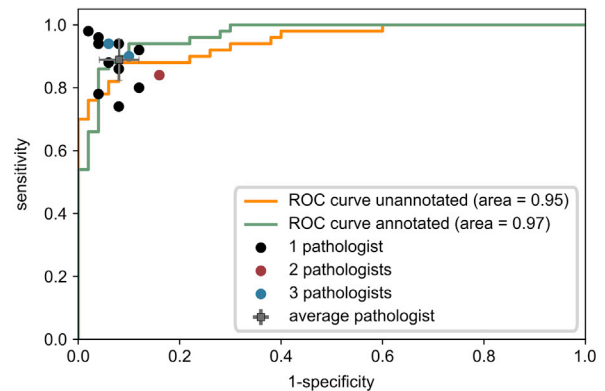 1.0
0.8
0.6
0.4
0.2
0.0
sensitivity
ROC curve unannotated (area = 0.95)
ROC curve annotated (area = 0.97)
1 pathologist
2 pathologists
3 pathologists
average pathologist
0.0 0.2 0.4 0.6 0.8 1.0
1-specificity